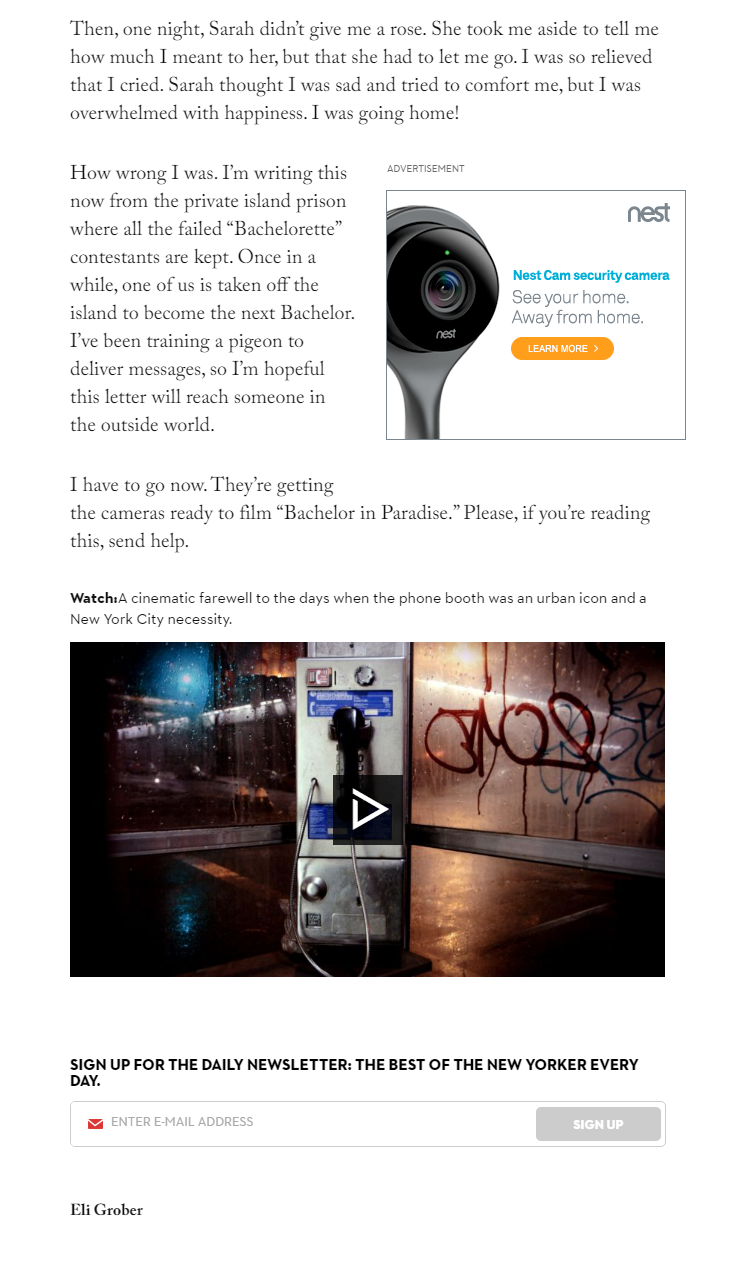 Then, one night, Sarah didn’t give me a rose. She took me aside to tell me
how much I meant to her, but that she had to let me go. I was so relieved
that I cried. Sarah thought I was sad and tried to comfort me, but I was
overwhelmed with happiness. I was going home!
How wrong I was. I’m writing this
now from the private island prison
where all the failed “Bachelorette”
contestants are kept. Once in a
while, one of us is taken off the
island to become the next Bachelor.
I’ve been training a pigeon to
deliver messages, so I’m hopeful
this letter will reach someone in
the outside world.
ADVERTISEMENT
nest
Nest Cam security camera
See your home.
Away from home.
LEARN MORE >
nest
I have to go now. They’re getting
the cameras ready to film “Bachelor in Paradise.” Please, if you’re reading
this, send help.
Watch:A cinematic farewell to the days when the phone booth was an urban icon and a
New York City necessity.
SIGN UP FOR THE DAILY NEWSLETTER: THE BEST OF THE NEW YORKER EVERY
DAY.
ENTER E-MAIL ADDRESS
SIGN UP
Eli Grober